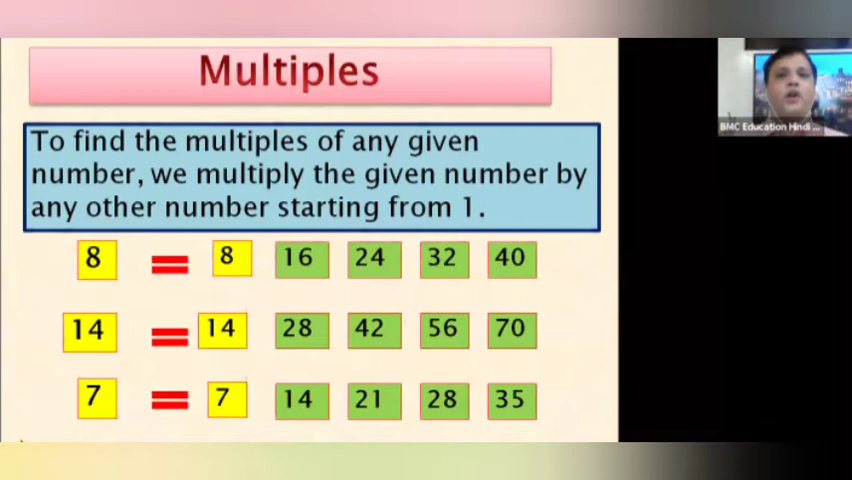 Multiples
To find the multiples of any given
number, we multiply the given number by
any other number starting from 1.
8 = 8 16 24 32 40
14 = 14 28 42 56 70
7 = 7 14 21 28 35
BMC Education Hindi ...